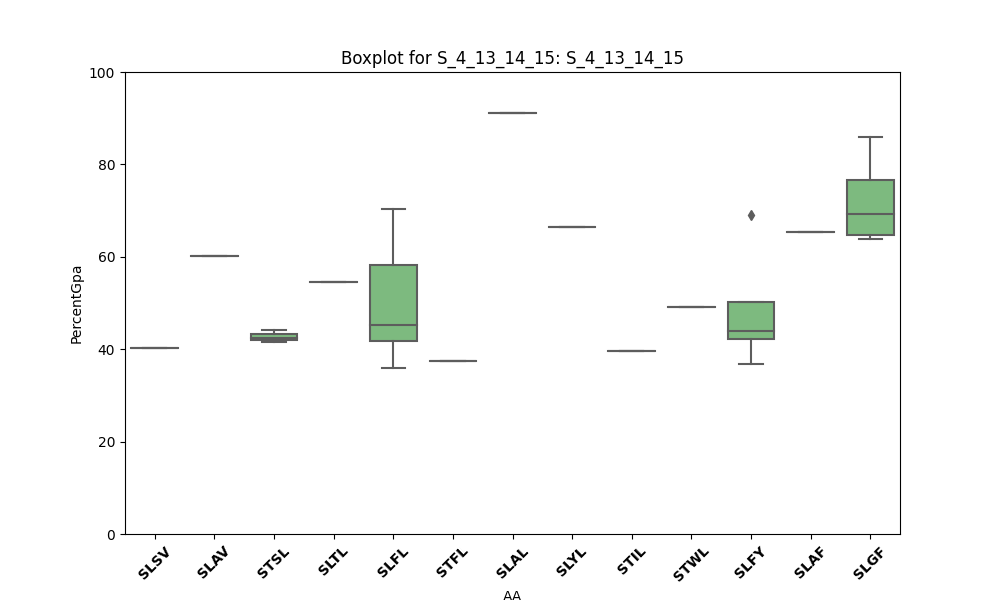 Boxplot for S_4_13_14_15: S_4_13_14_15
100
80
60
40
20
0
PercentGpa
SLSV SLAV STSL SLTL SLFL STFL SLAL SLYL STIL STWL SLFY SLAF SLGF
AA